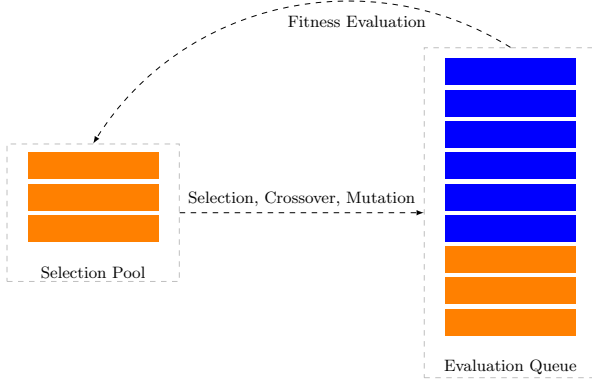 Fitness Evaluation
Selection, Crossover, Mutation
Selection Pool
Evaluation Queue